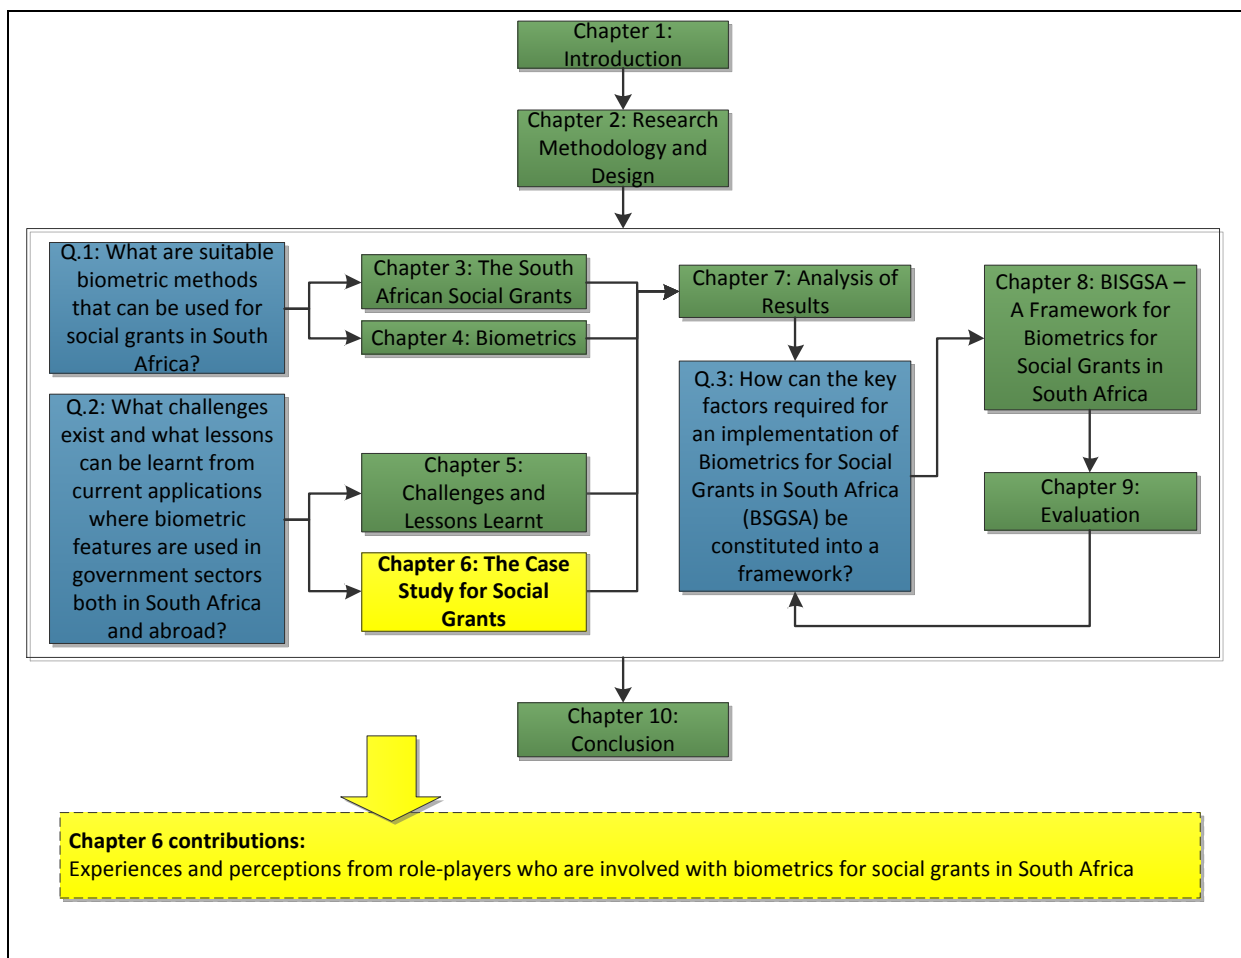 Chapter 1:
Introduction
Chapter 2: Research
Methodology and
Design
Q.1: What are suitable
biometric methods
that can be used for
social grants in South
Africa?
Chapter 3: The South
African Social Grants
Chapter 4: Biometrics
Q.2: What challenges
exist and what lessons
can be learnt from
current applications
where biometric
features are used in
government sectors
both in South Africa
and abroad?
Chapter 5:
Challenges and
Lessons Learnt
Chapter 6: The Case
Study for Social
Grants
Chapter 7: Analysis of
Results
Q.3: How can the key
factors required for
an implementation of
Biometrics for Social
Grants in South Africa
(BSGSA) be
constituted into a
framework?
Chapter 8: BISGSA –
A Framework for
Biometrics for
Social Grants in
South Africa
Chapter 9:
Evaluation
Chapter 10:
Conclusion
Chapter 6 contributions:
Experiences and perceptions from role-players who are involved with biometrics for social grants in South Africa